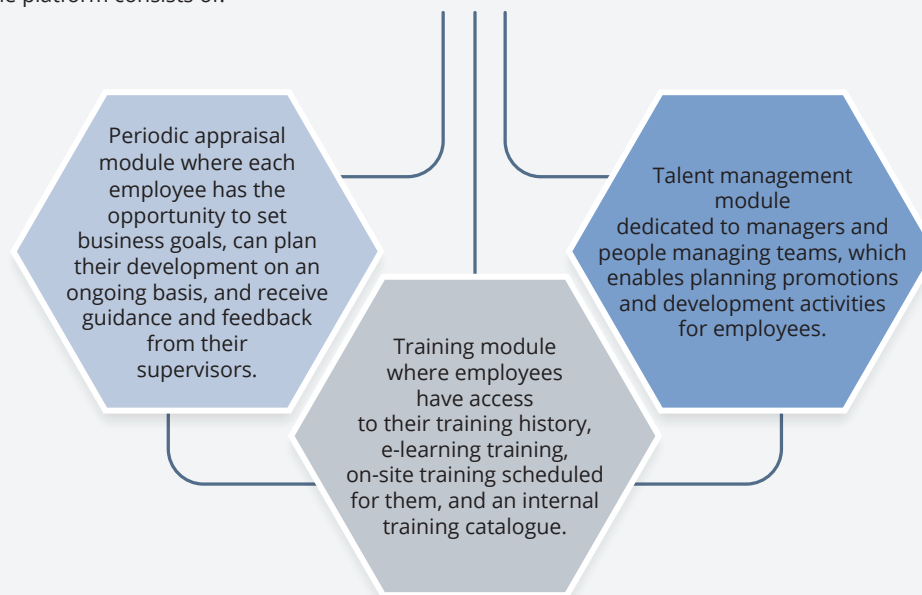 platform consists of:
Periodic appraisal
module where each
employee has the
opportunity to set
business goals, can plan
their development on an
ongoing basis, and receive
guidance and feedback
from their
supervisors.
Talent management
module
dedicated to managers and
people managing teams, which
enables planning promotions
and development activities
for employees.
Training module
where employees
have access
to their training history,
e-learning training,
on-site training scheduled
for them, and an internal
training catalogue.